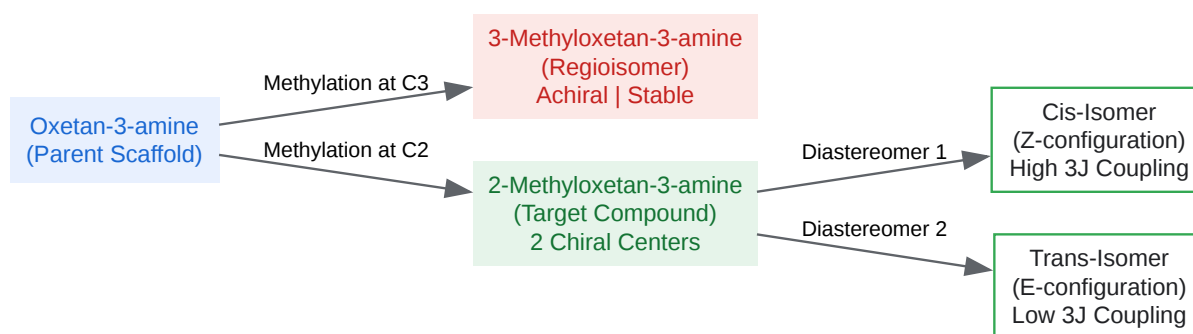 Oxetan-3-amine
(Parent Scaffold)
Methylation at C3
Methylation at C2
3-Methyloxetan-3-amine
(Regioisomer)
Achiral | Stable
2-Methyloxetan-3-amine
(Target Compound)
2 Chiral Centers
Diastereomer 1
Diastereomer 2
Cis-Isomer
(Z-configuration)
High 3J Coupling
Trans-Isomer
(E-configuration)
Low 3J Coupling